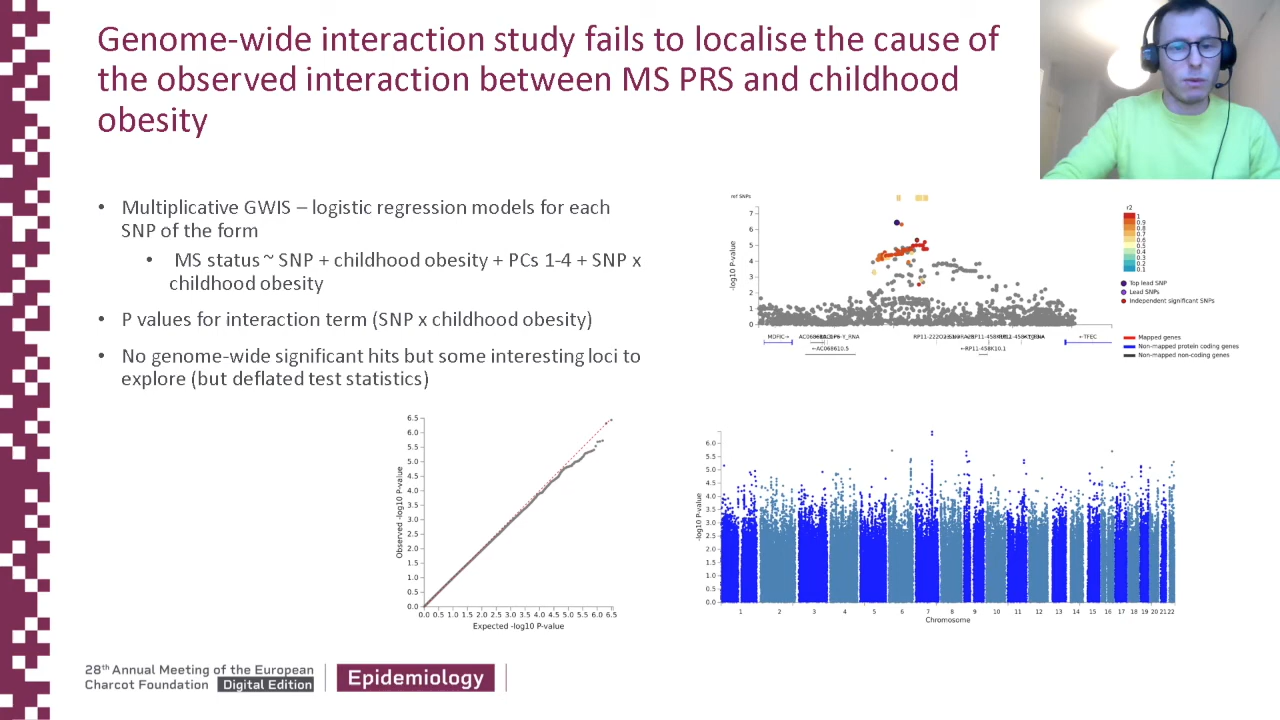 Genome-wide interaction study fails to localise the cause of
the observed interaction between MS PRS and childhood
obesity
• Multiplicative GWIS – logistic regression models for each
SNP of the form
• MS status ~ SNP + childhood obesity + PCs 1-4 + SNP x
childhood obesity
• P values for interaction term (SNP x childhood obesity)
• No genome-wide significant hits but some interesting loci to
explore (but deflated test statistics)
ref SNPs
-log10 P-value
7
6
5
4
3
2
1
0
MDFIC→
←AC068610.5
←RP11-458K10.1
←TFEC
r2
1
0.9
0.8
0.7
0.6
0.5
0.4
0.3
0.2
0.1
Top lead SNP
Lead SNPs
Independent significant SNPs
Mapped genes
Non-mapped protein coding genes
Non-mapped non-coding genes
Observed -log10 P-value
6.5
6.0
5.5
5.0
4.5
4.0
3.5
3.0
2.5
2.0
1.5
1.0
0.5
0.0
0.0 0.5 1.0 1.5 2.0 2.5 3.0 3.5 4.0 4.5 5.0 5.5 6.0 6.5
Expected -log10 P-value
-log10 P-value
6.0
5.5
5.0
4.5
4.0
3.5
3.0
2.5
2.0
1.5
1.0
0.5
0.0
1 2 3 4 5 6 7 8 9 10 11 12 13 14 15 16 17 18 19 20 21 22
Chromosome
28th Annual Meeting of the European
Charcot Foundation Digital Edition
Epidemiology